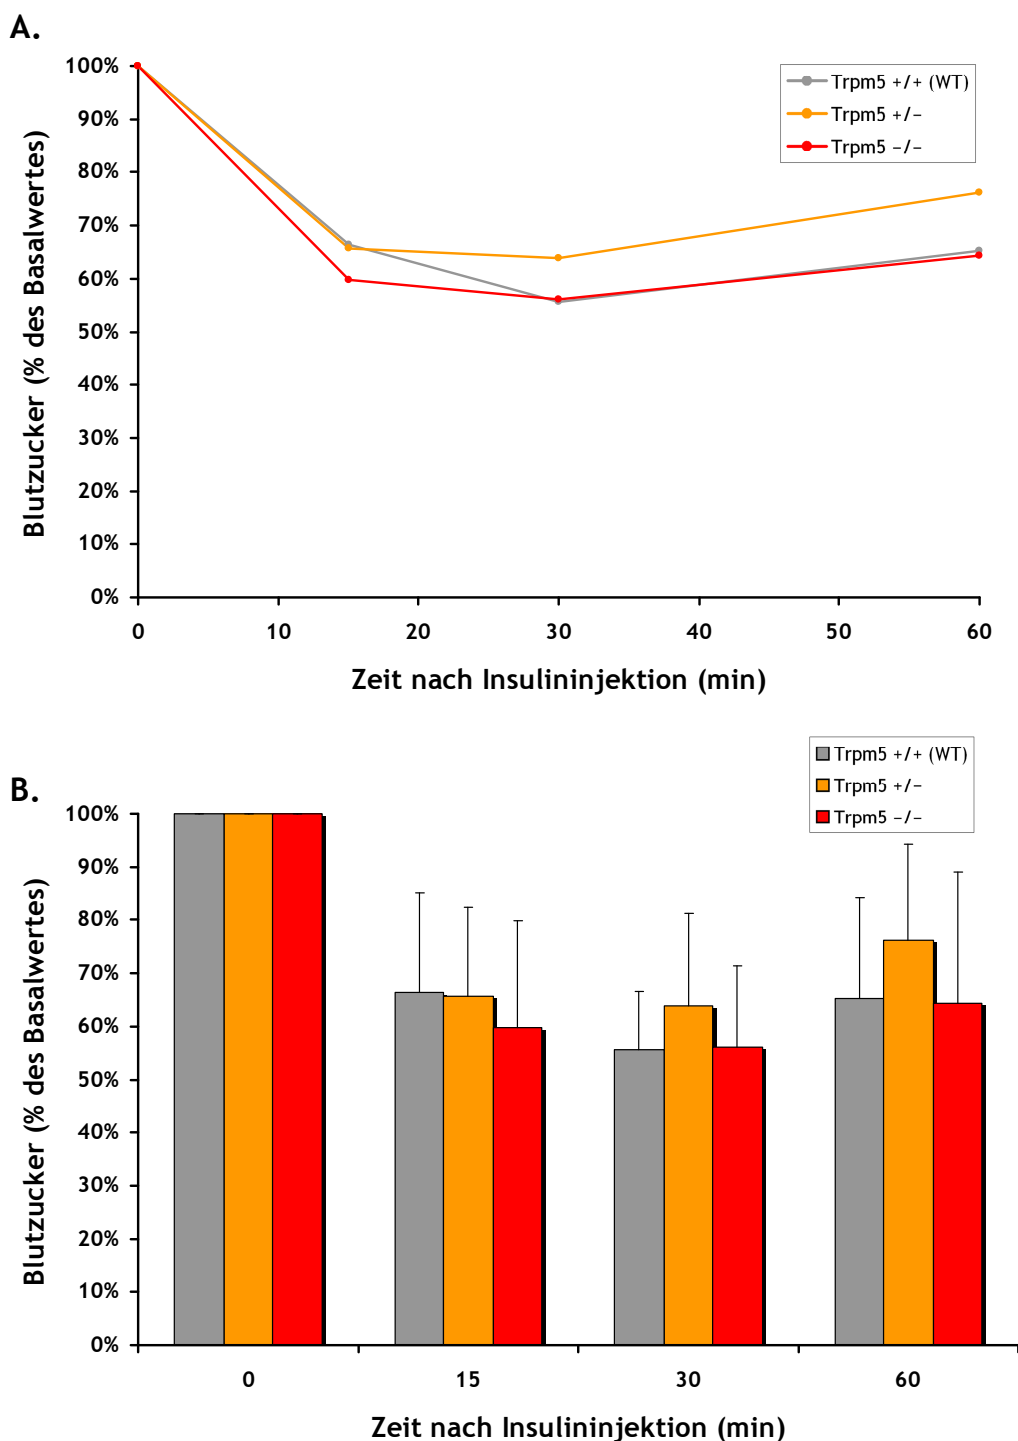 A.
100%
90%
80%
70%
60%
50%
40%
30%
20%
10%
0%
Blutzucker (% des Basalwertes)
Trpm5 +/+ (WT)
Trpm5 +/−
Trpm5 −/−
0 10 20 30 40 50 60
Zeit nach Insulininjektion (min)
B.
Trpm5 +/+ (WT)
Trpm5 +/−
Trpm5 −/−
100%
90%
80%
70%
60%
50%
40%
30%
20%
10%
0%
Blutzucker (% des Basalwertes)
0 15 30 60
Zeit nach Insulininjektion (min)